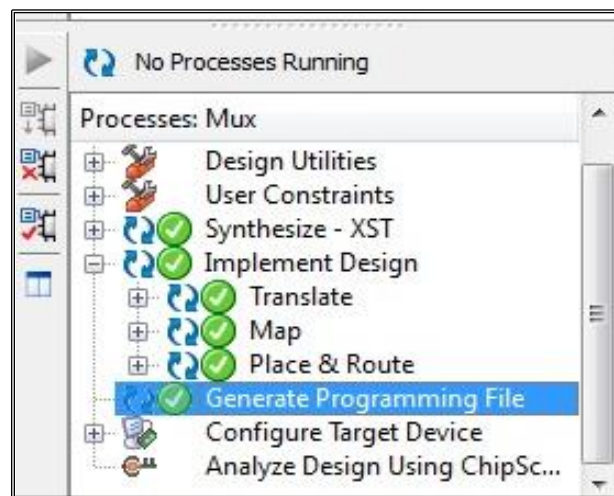 No Processes Running
Processes: Mux
Design Utilities
User Constraints
Synthesize - XST
Implement Design
Translate
Map
Place & Route
Generate Programming File
Configure Target Device
Analyze Design Using ChipSc...